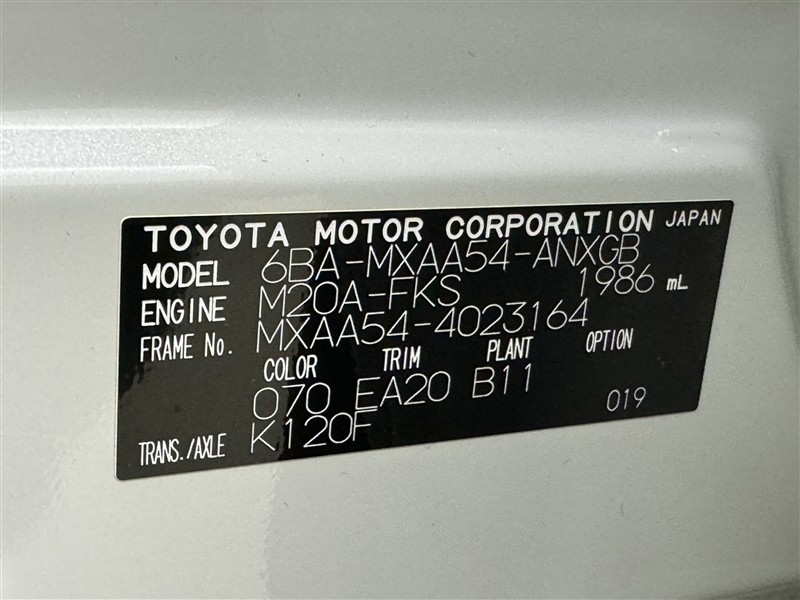 TOYOTA MOTOR CORPORATION JAPAN
MODEL 6BA-MXAA54-ANXGB
ENGINE M20A-FKS 1986 mL
FRAME No. MXAA54-4023164
COLOR TRIM PLANT OPTION
070 EA20 B11
TRANS./AXLE K120F 019